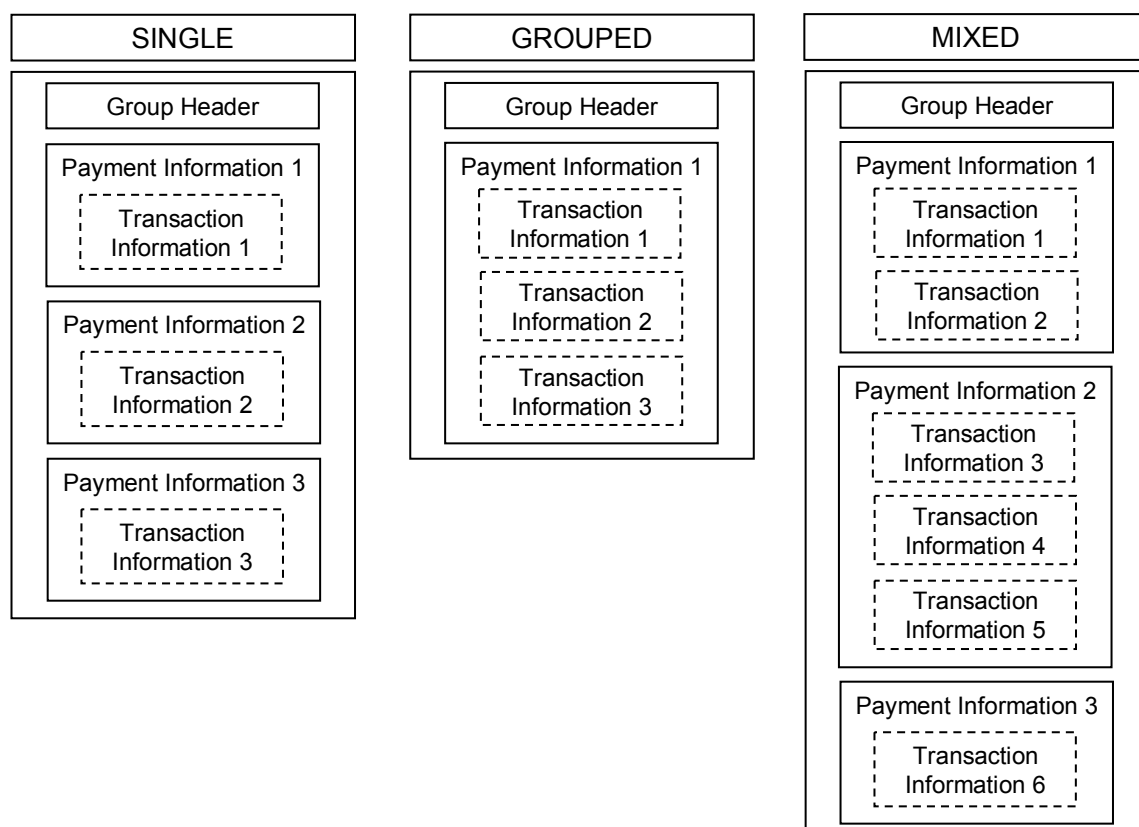 SINGLE
Group Header
Payment Information 1
Transaction
Information 1
Payment Information 2
Transaction
Information 2
Payment Information 3
Transaction
Information 3
GROUPED
Group Header
Payment Information 1
Transaction
Information 1
Transaction
Information 2
Transaction
Information 3
MIXED
Group Header
Payment Information 1
Transaction
Information 1
Transaction
Information 2
Payment Information 2
Transaction
Information 3
Transaction
Information 4
Transaction
Information 5
Payment Information 3
Transaction
Information 6